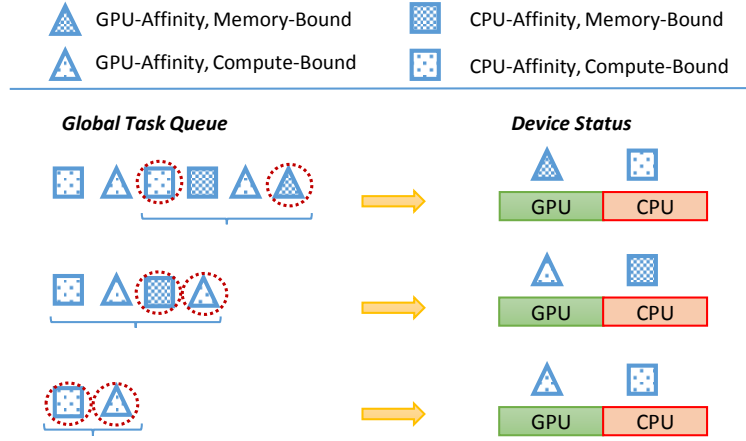 GPU-Affinity, Memory-Bound CPU-Affinity, Memory-Bound
GPU-Affinity, Compute-Bound CPU-Affinity, Compute-Bound
Global Task Queue Device Status
GPU CPU
GPU CPU
GPU CPU